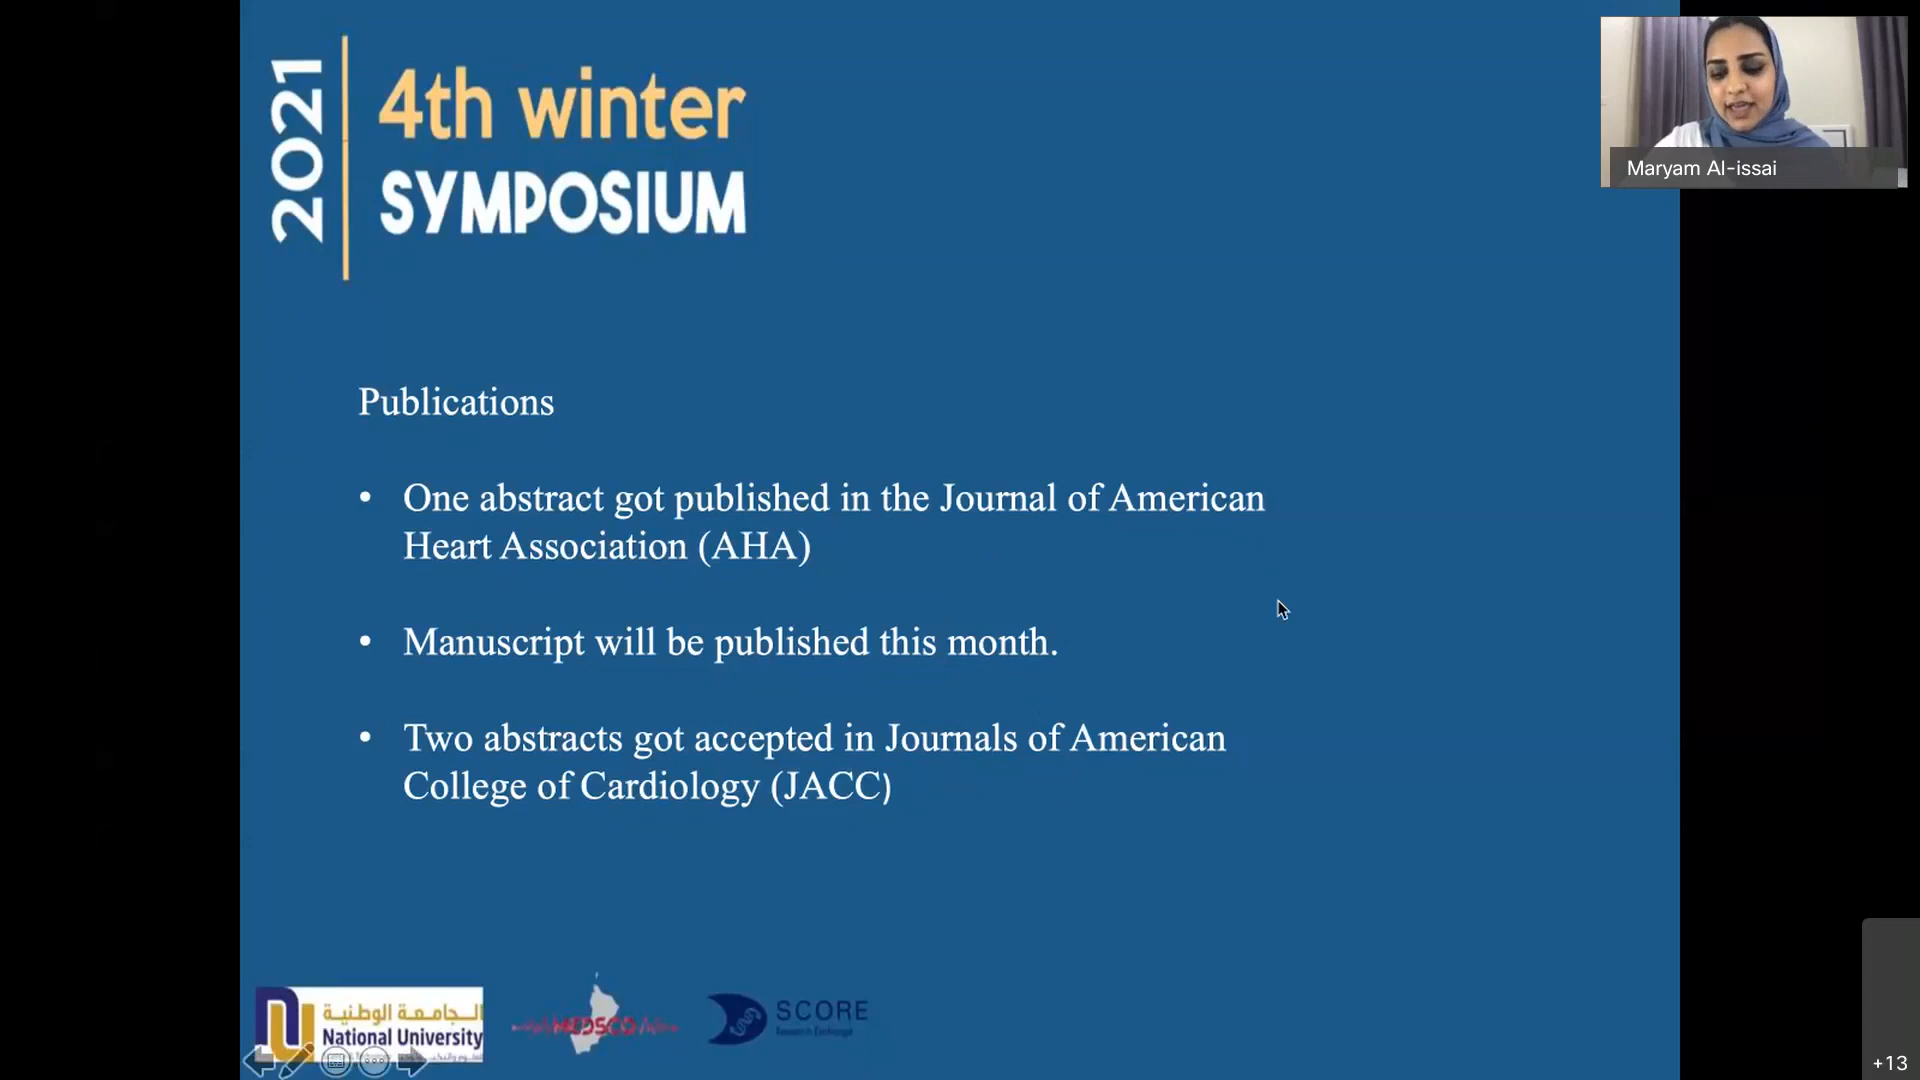 2021
4th winter
SYMPOSIUM
Maryam Al-issai
Publications
• One abstract got published in the Journal of American
Heart Association (AHA)
• Manuscript will be published this month.
• Two abstracts got accepted in Journals of American
College of Cardiology (JACC)
الجامعة الوطنية
National University
MEDSCO
SCORE
Research Exchange
+13